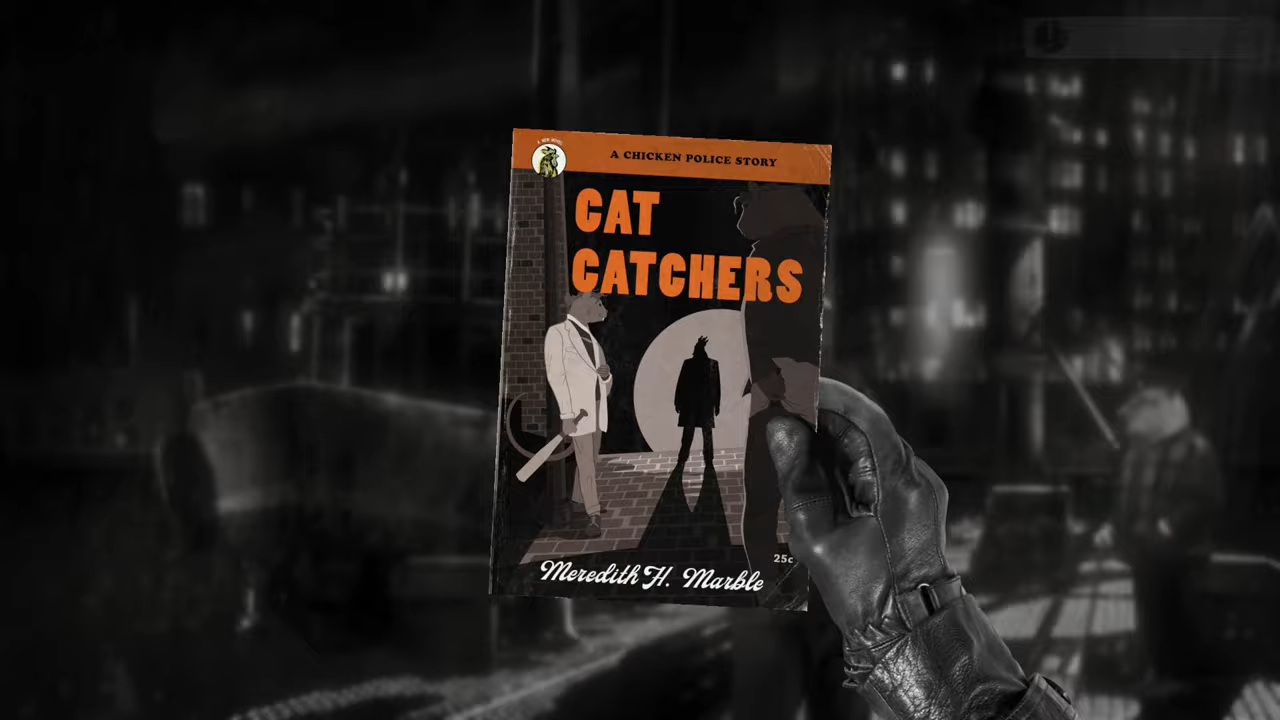 A CHICKEN POLICE STORY
CAT
CATCHERS
25c
Meredith H. Marble